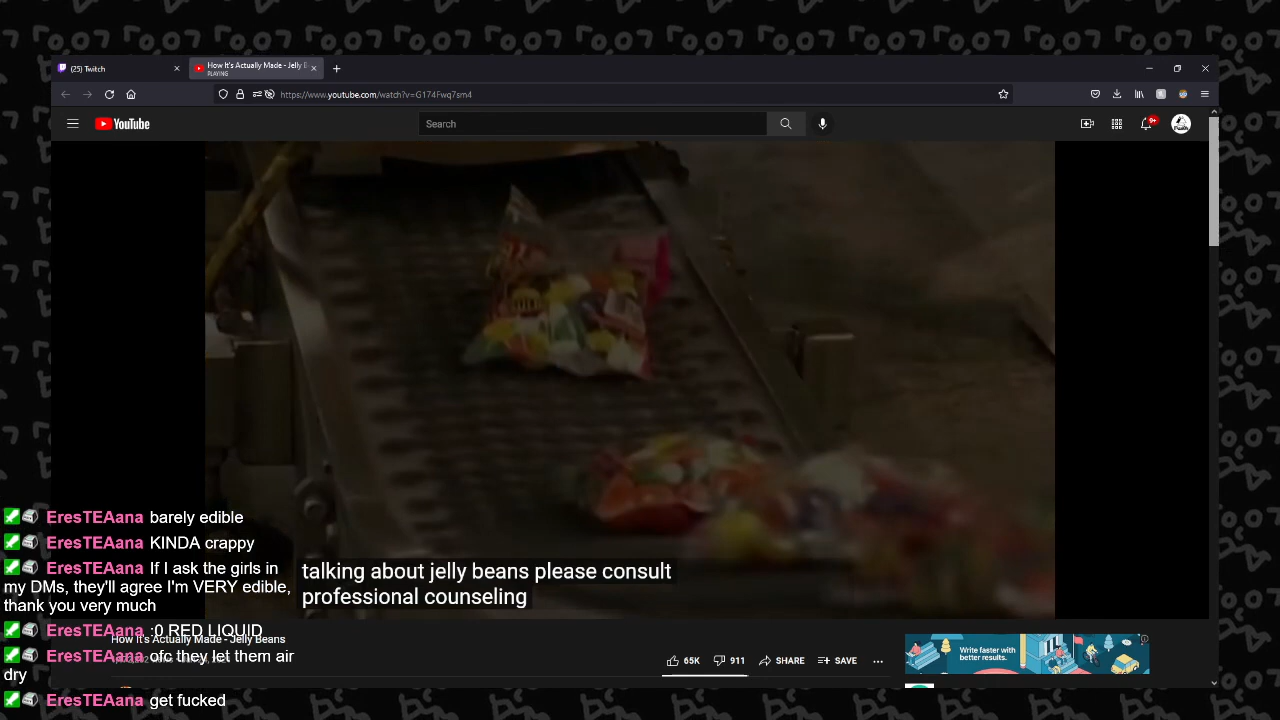 (25) Twitch
How It's Actually Made - Jelly B
PLAYING
https://www.youtube.com/watch?v=G174Fwq7sm4
YouTube
Search
9+
talking about jelly beans please consult
professional counseling
EresTEAana barely edible
EresTEAana KINDA crappy
EresTEAana If I ask the girls in
my DMs, they'll agree I'm VERY edible,
thank you very much
EresTEAana :0 RED LIQUID
EresTEAana ofc they let them air
dry
EresTEAana get fucked
How It's Actually Made - Jelly Beans
65K
911
SHARE
SAVE
Write faster with
better results.